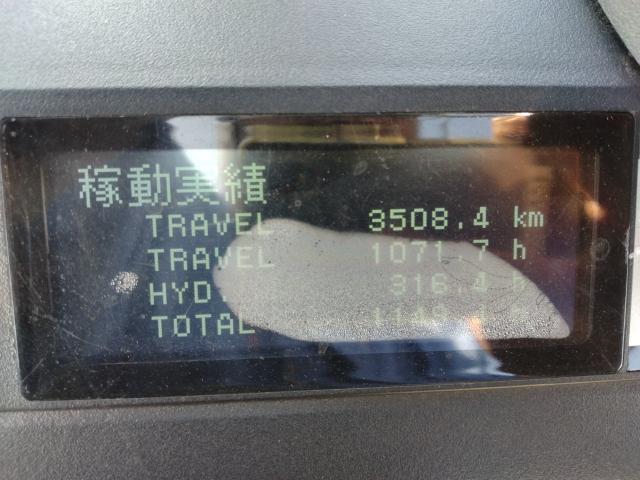 稼動実績
TRAVEL 3508.4 km
TRAVEL 1071.7 h
HYD 316.4 h
TOTAL